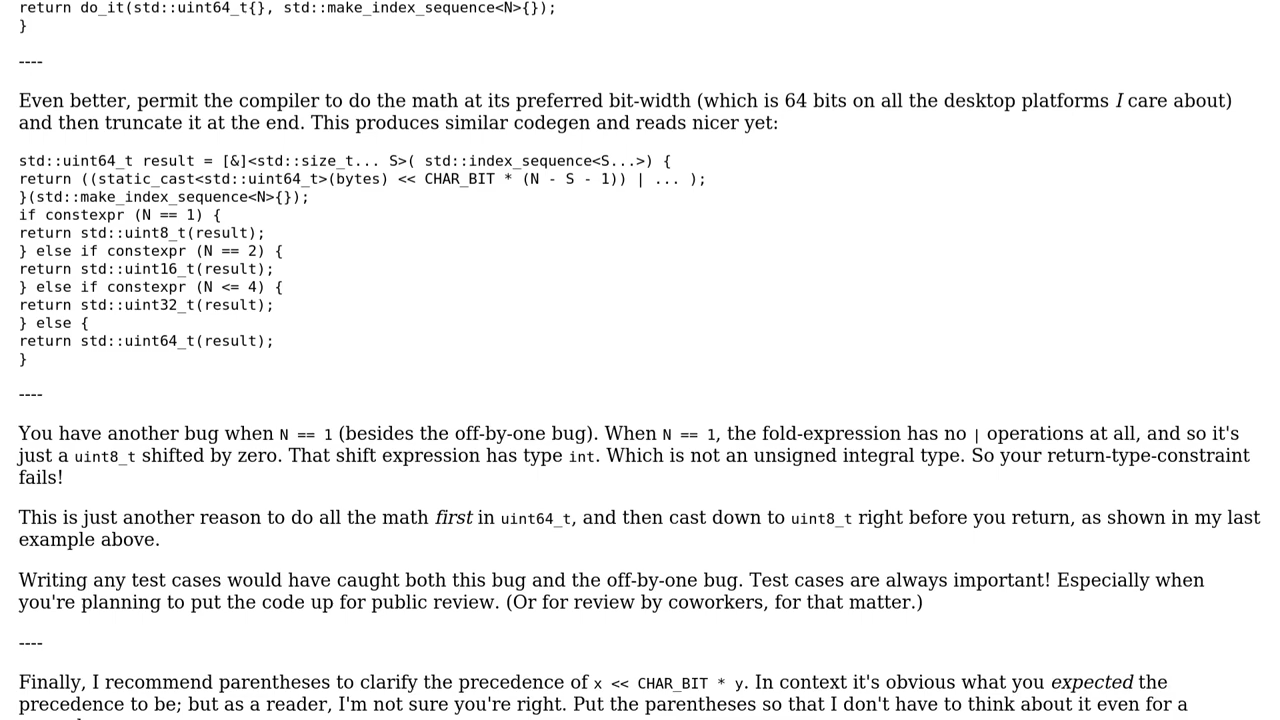 return do_it(std::uint64_t{}, std::make_index_sequence<N>{});
}
----
Even better, permit the compiler to do the math at its preferred bit-width (which is 64 bits on all the desktop platforms I care about)
and then truncate it at the end. This produces similar codegen and reads nicer yet:
std::uint64_t result = [&]<std::size_t... S>( std::index_sequence<S...>) {
return ((static_cast<std::uint64_t>(bytes) << CHAR_BIT * (N - S - 1)) | ... );
}(std::make_index_sequence<N>{});
if constexpr (N == 1) {
return std::uint8_t(result);
} else if constexpr (N == 2) {
return std::uint16_t(result);
} else if constexpr (N <= 4) {
return std::uint32_t(result);
} else {
return std::uint64_t(result);
}
----
You have another bug when N == 1 (besides the off-by-one bug). When N == 1, the fold-expression has no | operations at all, and so it's
just a uint8_t shifted by zero. That shift expression has type int. Which is not an unsigned integral type. So your return-type-constraint
fails!
This is just another reason to do all the math first in uint64_t, and then cast down to uint8_t right before you return, as shown in my last
example above.
Writing any test cases would have caught both this bug and the off-by-one bug. Test cases are always important! Especially when
you're planning to put the code up for public review. (Or for review by coworkers, for that matter.)
----
Finally, I recommend parentheses to clarify the precedence of x << CHAR_BIT * y. In context it's obvious what you expected the
precedence to be; but as a reader, I'm not sure you're right. Put the parentheses so that I don't have to think about it even for a